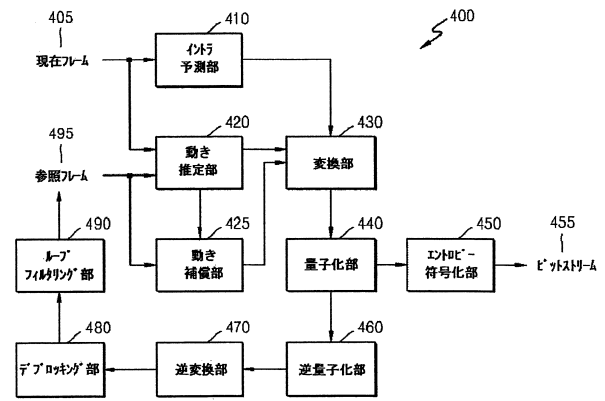 400
405
現在フレーム
410
イントラ
予測部
495
参照フレーム
420
動き
推定部
430
変換部
425
動き
補償部
440
量子化部
450
エントロピー
符号化部
455
ビットストリーム
490
ループ
フィルタリング部
480
デブロッキング部
470
逆変換部
460
逆量子化部